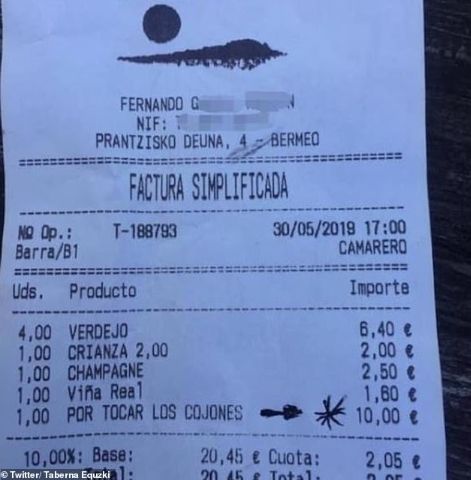 FERNANDO G
NIF:
PRANTZISKO DEUNA, 4 - BERMEO
FACTURA SIMPLIFICADA
Nº Op.: T-188793 30/05/2019 17:00
Barra/B1 CAMARERO
Uds. Producto Importe
4,00 VERDEJO 6,40 €
1,00 CRIANZA 2,00 2,00 €
1,00 CHAMPAGNE 2,50 €
1,00 Viña Real 1,60 €
1,00 POR TOCAR LOS COJONES 10,00 €
10,00%: Base: 20,45 € Cuota: 2,05 €
20,45 € Total: 2,05 €
© Twitter/ Taberna Equzki